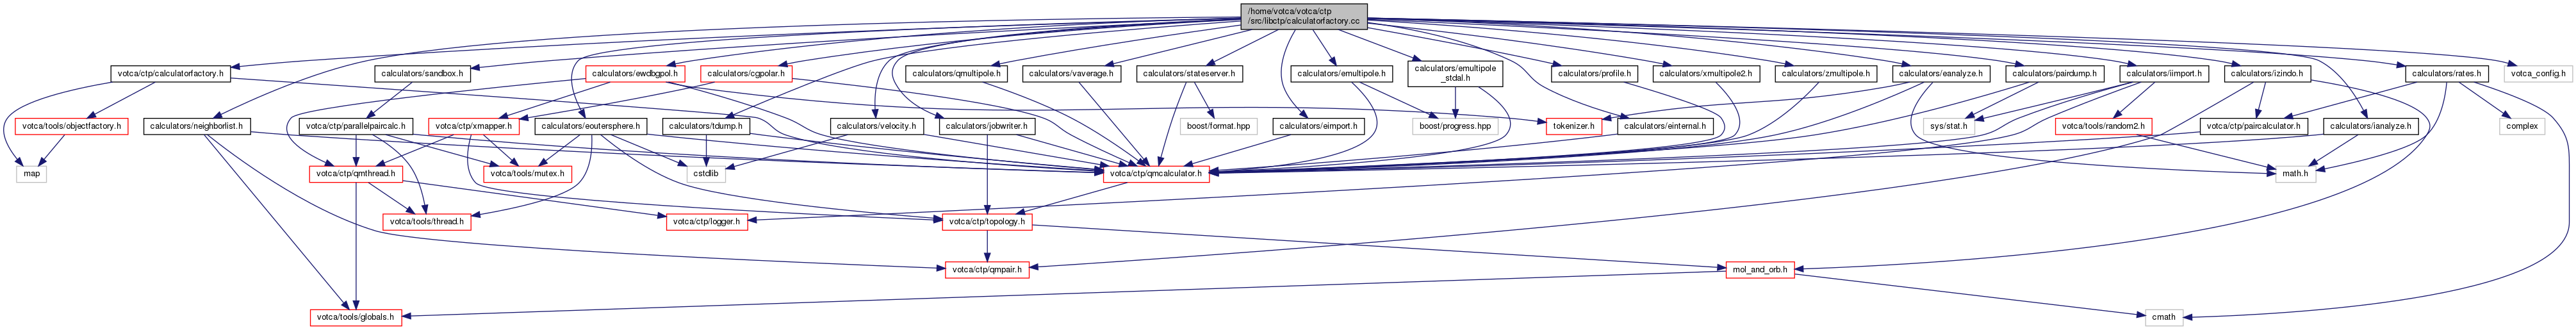 /home/votca/votca/ctp
/src/libctp/calculatorfactory.cc
votca/ctp/calculatorfactory.h
calculators/sandbox.h
calculators/ewdbgpol.h
calculators/cgpolar.h
calculators/qmultipole.h
calculators/vaverage.h
calculators/stateserver.h
calculators/emultipole.h
calculators/emultipole
_stdal.h
calculators/profile.h
calculators/xmultipole2.h
calculators/zmultipole.h
calculators/eanalyze.h
calculators/pairdump.h
calculators/iimport.h
calculators/izindo.h
calculators/rates.h
votca_config.h
votca/tools/objectfactory.h
calculators/neighborlist.h
votca/ctp/parallelpaircalc.h
votca/ctp/xmapper.h
calculators/eoutersphere.h
calculators/tdump.h
calculators/velocity.h
calculators/jobwriter.h
boost/format.hpp
calculators/eimport.h
boost/progress.hpp
tokenizer.h
calculators/einternal.h
sys/stat.h
votca/tools/random2.h
votca/ctp/paircalculator.h
calculators/ianalyze.h
complex
map
votca/ctp/qmthread.h
votca/tools/mutex.h
cstdlib
votca/ctp/qmcalculator.h
math.h
votca/tools/thread.h
votca/ctp/logger.h
votca/ctp/topology.h
votca/ctp/qmpair.h
mol_and_orb.h
votca/tools/globals.h
cmath